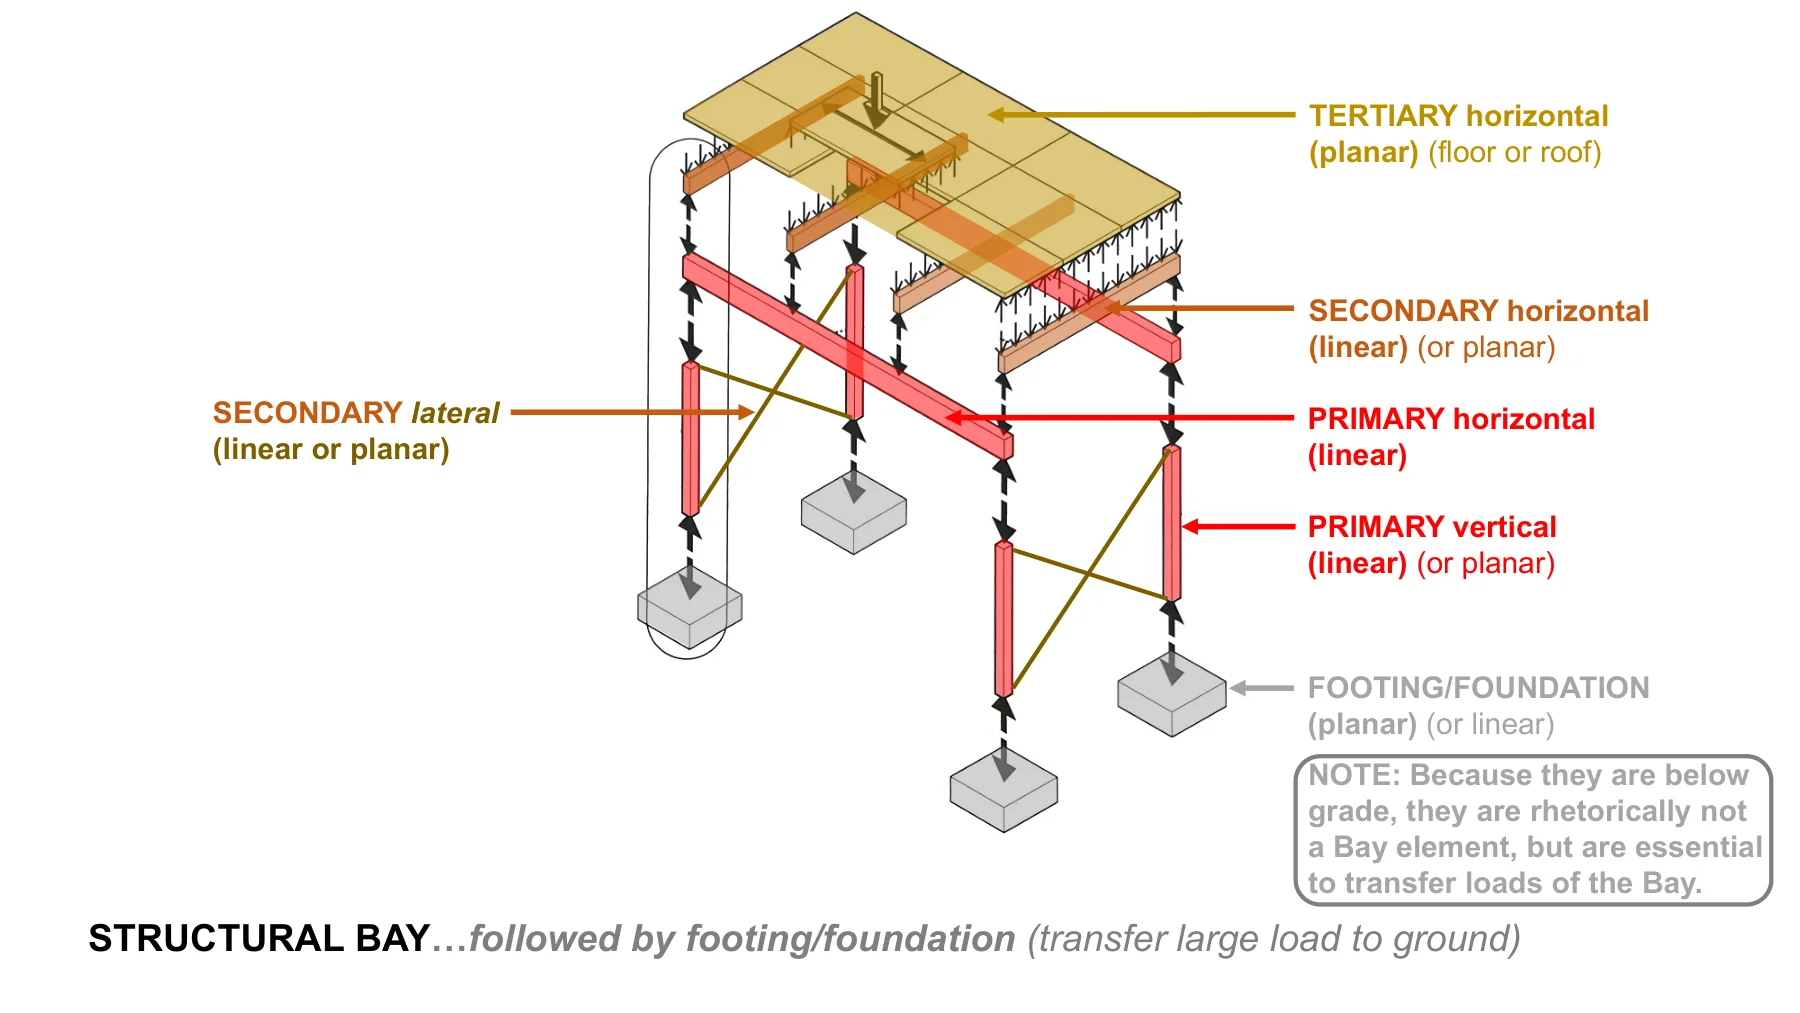 TERTIARY horizontal
(planar) (floor or roof)
SECONDARY horizontal
(linear) (or planar)
SECONDARY lateral
(linear or planar)
PRIMARY horizontal
(linear)
PRIMARY vertical
(linear) (or planar)
FOOTING/FOUNDATION
(planar) (or linear)
NOTE: Because they are below
grade, they are rhetorically not
a Bay element, but are essential
to transfer loads of the Bay.
STRUCTURAL BAY…followed by footing/foundation (transfer large load to ground)